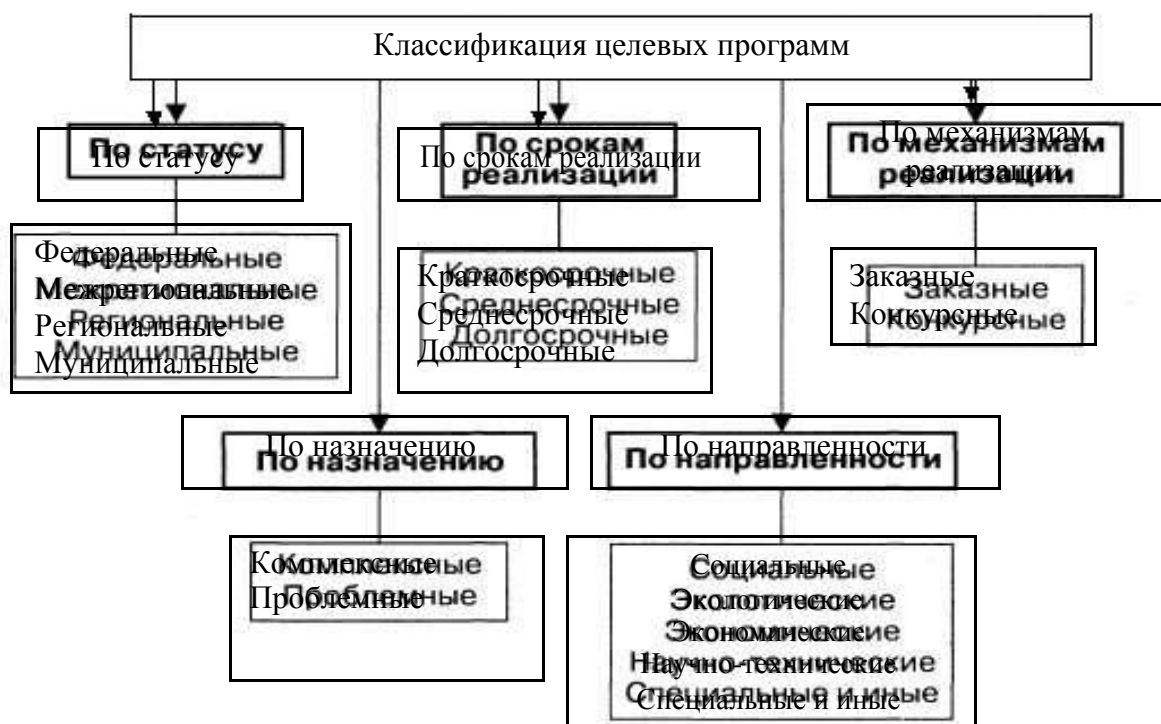 Классификация целевых программ
По статусу
Федеральные
Межрегиональные
Региональные
Муниципальные
По срокам реализации
Краткосрочные
Среднесрочные
Долгосрочные
По механизмам
реализации
Заказные
Конкурсные
По назначению
Комплексные
Проблемные
По направленности
Социальные
Экологические
Экономические
Научно-технические
Специальные и иные